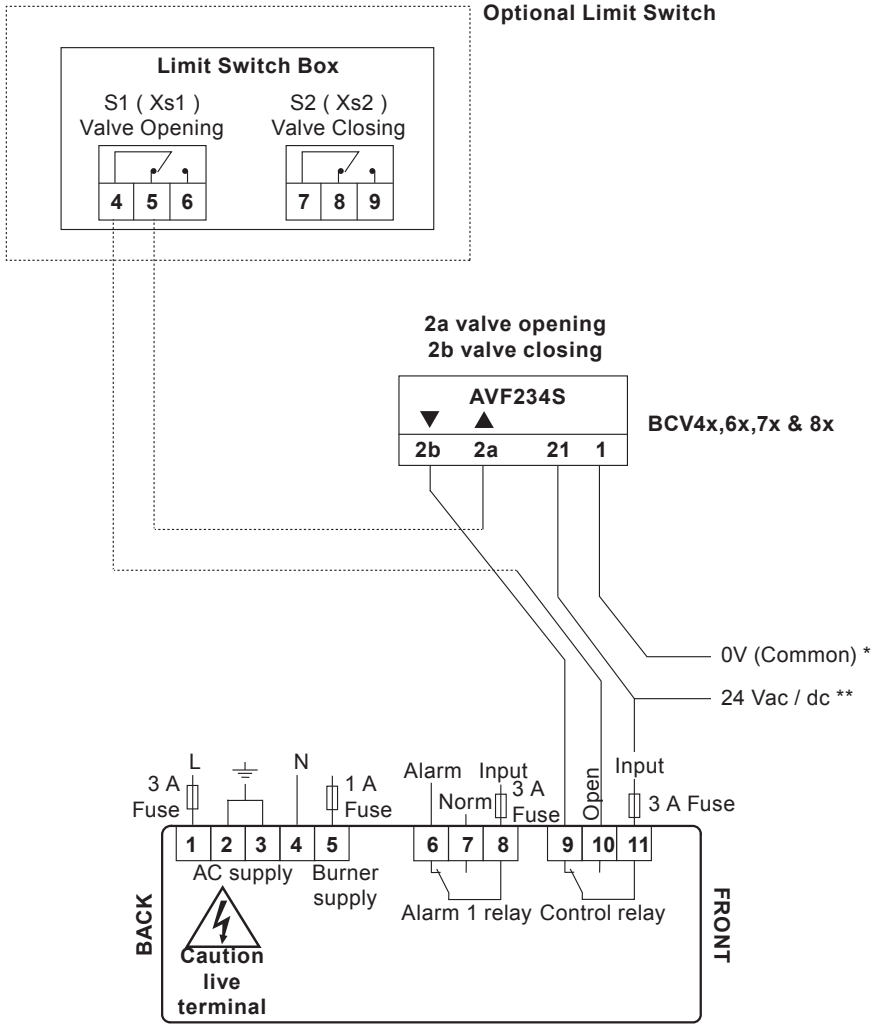 Optional Limit Switch
Limit Switch Box
S1 ( Xs1 )
Valve Opening
S2 ( Xs2 )
Valve Closing
4 5 6
7 8 9
2a valve opening
2b valve closing
AVF234S
BCV4x,6x,7x & 8x
2b 2a 21 1
0V (Common) *
24 Vac / dc **
L
N
3 A
Fuse
1 A
Fuse
Alarm
Input
Norm
3 A
Fuse
Open
Input
3 A Fuse
1 2 3 4 5
6 7 8
9 10 11
AC supply
Burner
supply
Alarm 1 relay
Control relay
BACK
FRONT
Caution
live
terminal